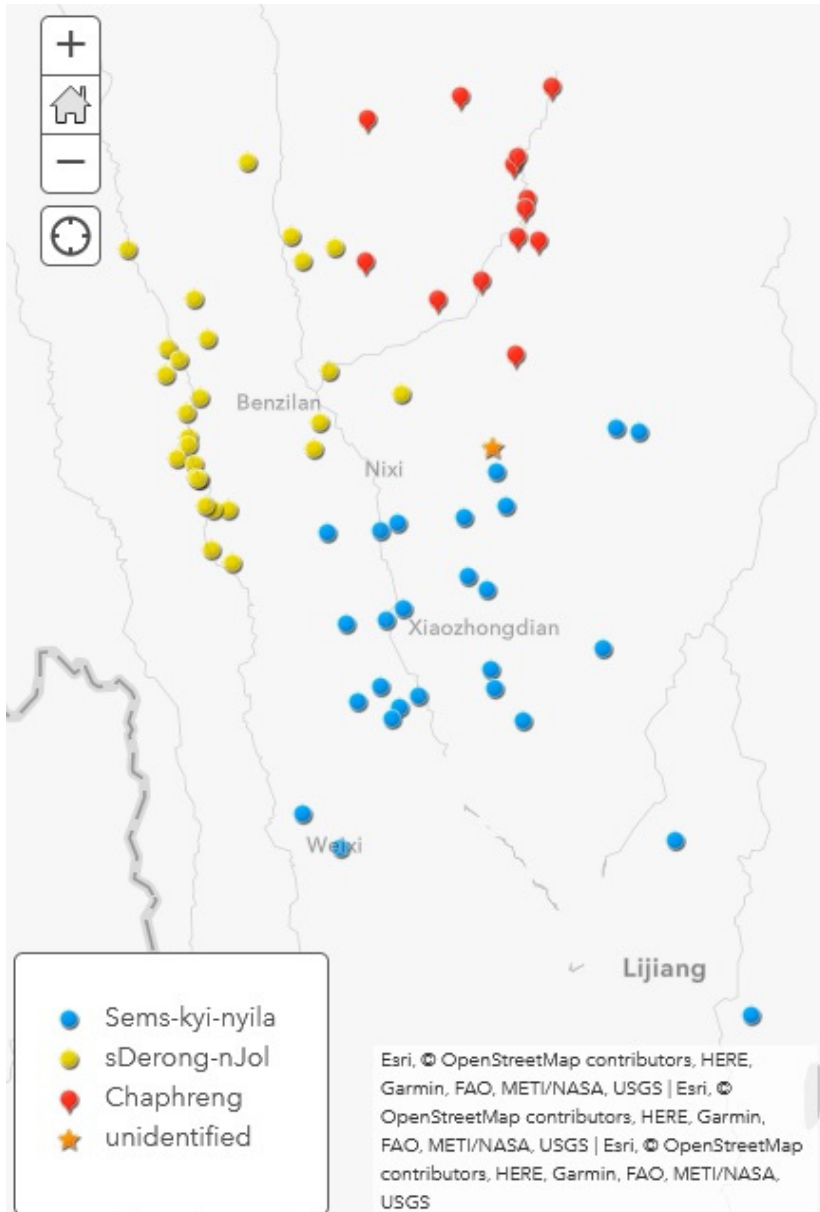 +
−
Benzilan
Nixi
Xiaozhongdian
Weixi
Lijiang
Sems-kyi-nyila
sDerong-nJol
Chaphreng
unidentified
Esri, © OpenStreetMap contributors, HERE,
Garmin, FAO, METI/NASA, USGS | Esri, ©
OpenStreetMap contributors, HERE, Garmin,
FAO, METI/NASA, USGS | Esri, © OpenStreetMap
contributors, HERE, Garmin, FAO, METI/NASA,
USGS